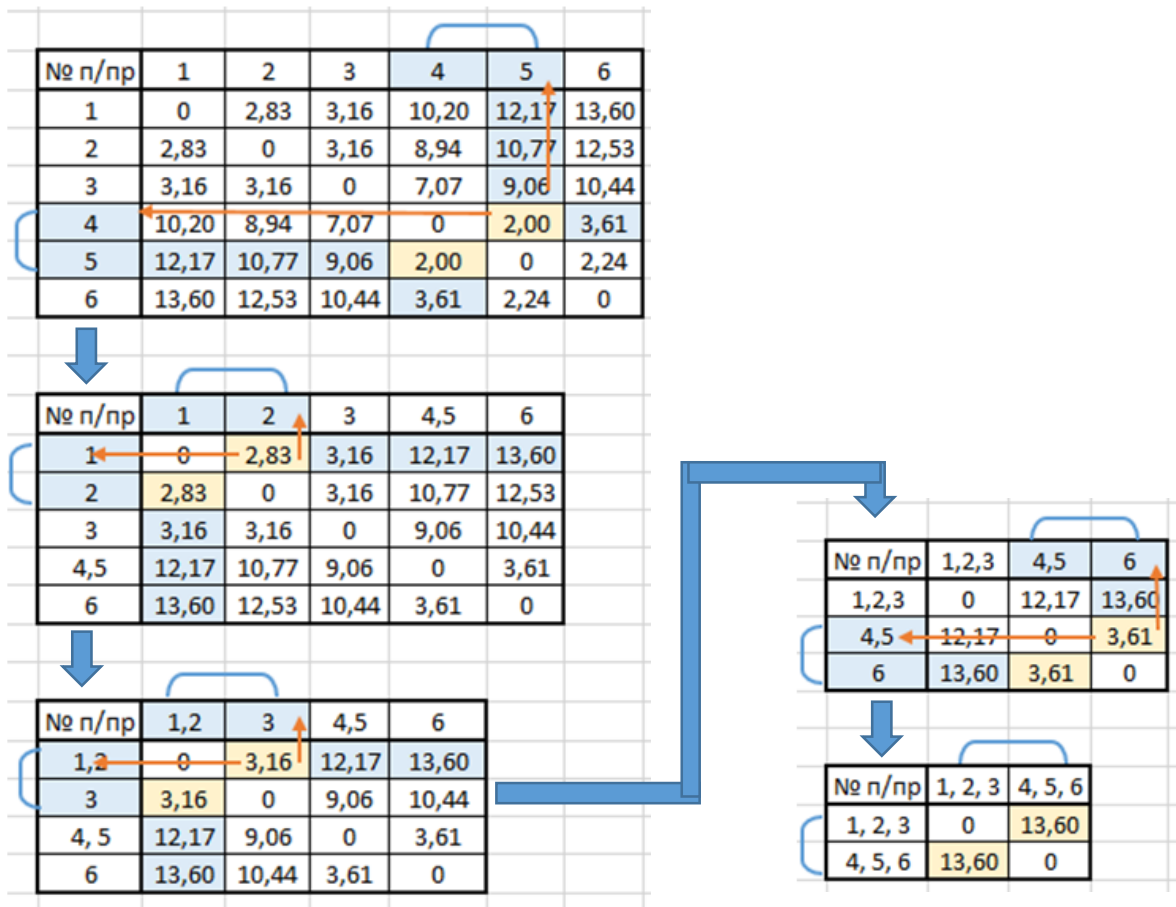 № п/пр 1 2 3 4 5 6
1 0 2,83 3,16 10,20 12,17 13,60
2 2,83 0 3,16 8,94 10,77 12,53
3 3,16 3,16 0 7,07 9,06 10,44
4 10,20 8,94 7,07 0 2,00 3,61
5 12,17 10,77 9,06 2,00 0 2,24
6 13,60 12,53 10,44 3,61 2,24 0
№ п/пр 1 2 3 4,5 6
1 0 2,83 3,16 12,17 13,60
2 2,83 0 3,16 10,77 12,53
3 3,16 3,16 0 9,06 10,44
4,5 12,17 10,77 9,06 0 3,61
6 13,60 12,53 10,44 3,61 0
№ п/пр 1,2 3 4,5 6
1,2 0 3,16 12,17 13,60
3 3,16 0 9,06 10,44
4, 5 12,17 9,06 0 3,61
6 13,60 10,44 3,61 0
№ п/пр 1,2,3 4,5 6
1,2,3 0 12,17 13,60
4,5 12,17 0 3,61
6 13,60 3,61 0
№ п/пр 1, 2, 3 4, 5, 6
1, 2, 3 0 13,60
4, 5, 6 13,60 0